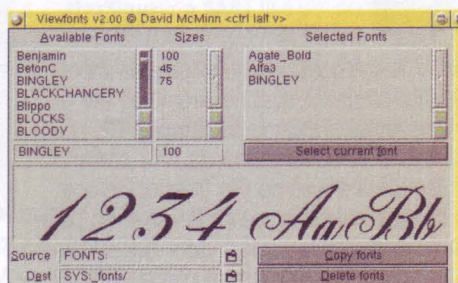 Viewfonts v2.00 © David McMinn <ctrl lalt v>
Available Fonts Sizes Selected Fonts
Benjamin 100 Agate_Bold
BetonC 45 Alfa3
BINGLEY 75 BINGLEY
BLACKCHANCERY
Blippo
BLOCKS
BLOODY
BINGLEY 100 Select current font
1234 AaBb
Source FONTS: Copy fonts
Dest SYS:_fonts/ Delete fonts